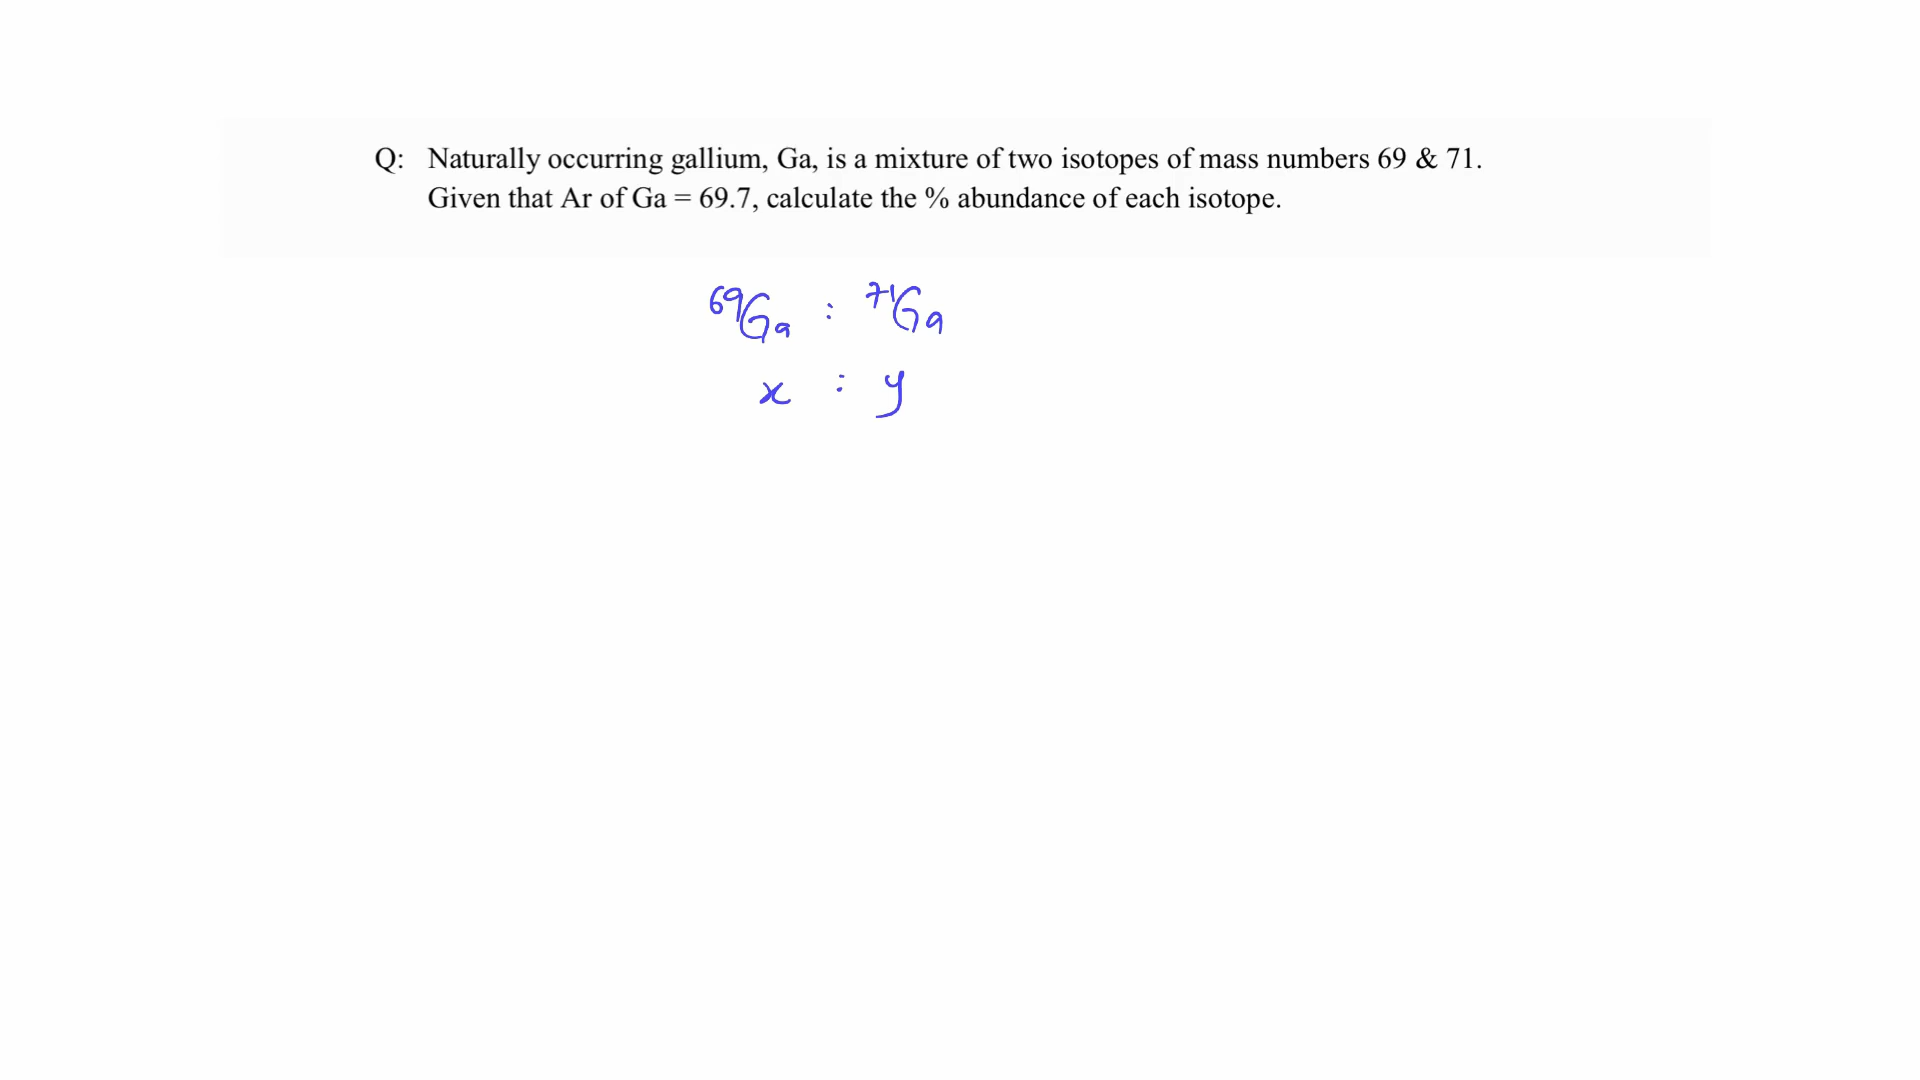 Q: Naturally occurring gallium, Ga, is a mixture of two isotopes of mass numbers 69 & 71.
Given that Ar of Ga = 69.7, calculate the % abundance of each isotope.
⁶⁹Ga : ⁷¹Ga
x : y